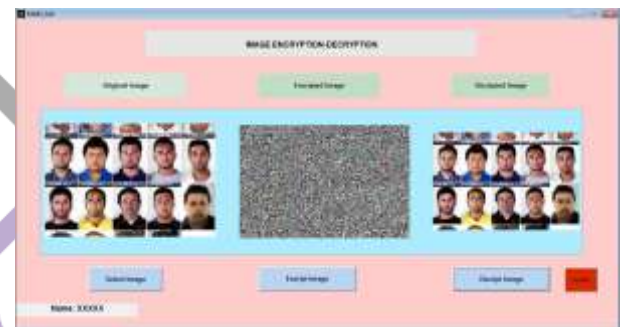 IMAGE ENCRYPTION-DECRYPTION
Original Image
Encrypted Image
Decrypted Image
Select Image
Encrypt Image
Decrypt Image
Name: XXXXX